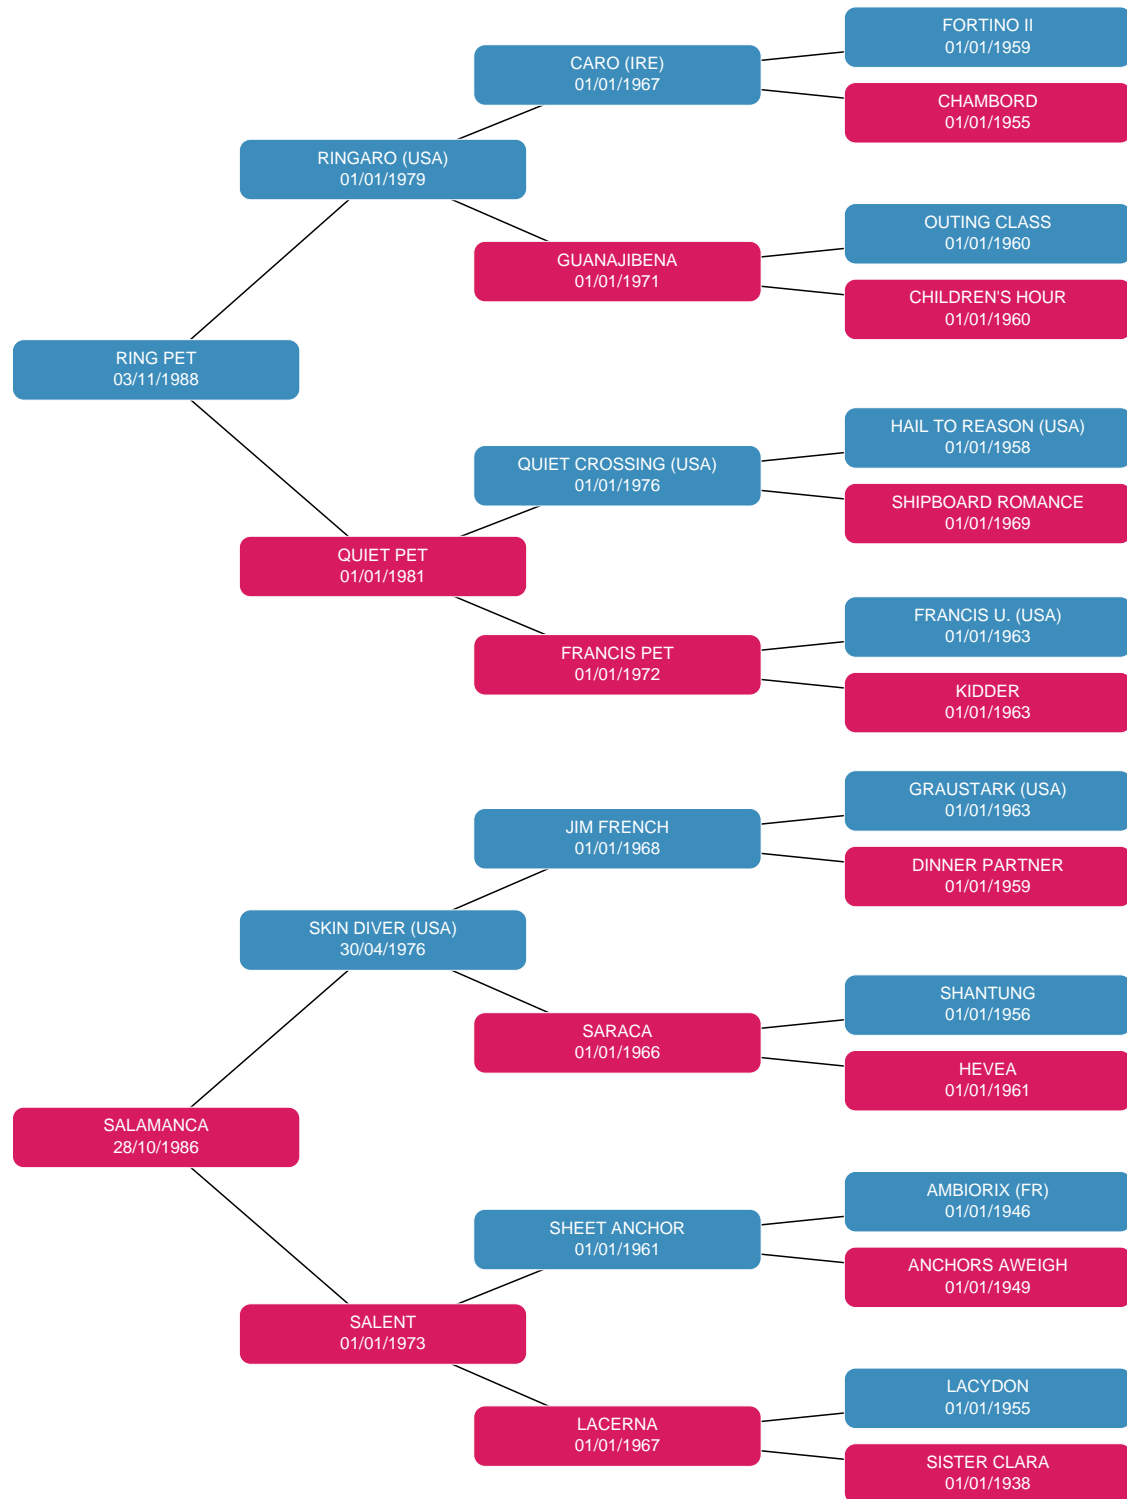 FORTINO II
01/01/1959
CARO (IRE)
01/01/1967
CHAMBORD
01/01/1955
RINGARO (USA)
01/01/1979
OUTING CLASS
01/01/1960
GUANAJIBENA
01/01/1971
CHILDREN'S HOUR
01/01/1960
RING PET
03/11/1988
HAIL TO REASON (USA)
01/01/1958
QUIET CROSSING (USA)
01/01/1976
SHIPBOARD ROMANCE
01/01/1969
QUIET PET
01/01/1981
FRANCIS U. (USA)
01/01/1963
FRANCIS PET
01/01/1972
KIDDER
01/01/1963
GRAUSTARK (USA)
01/01/1963
JIM FRENCH
01/01/1968
DINNER PARTNER
01/01/1959
SKIN DIVER (USA)
30/04/1976
SHANTUNG
01/01/1956
SARACA
01/01/1966
HEVEA
01/01/1961
SALAMANCA
28/10/1986
AMBIORIX (FR)
01/01/1946
SHEET ANCHOR
01/01/1961
ANCHORS AWEIGH
01/01/1949
SALENT
01/01/1973
LACYDON
01/01/1955
LACERNA
01/01/1967
SISTER CLARA
01/01/1938